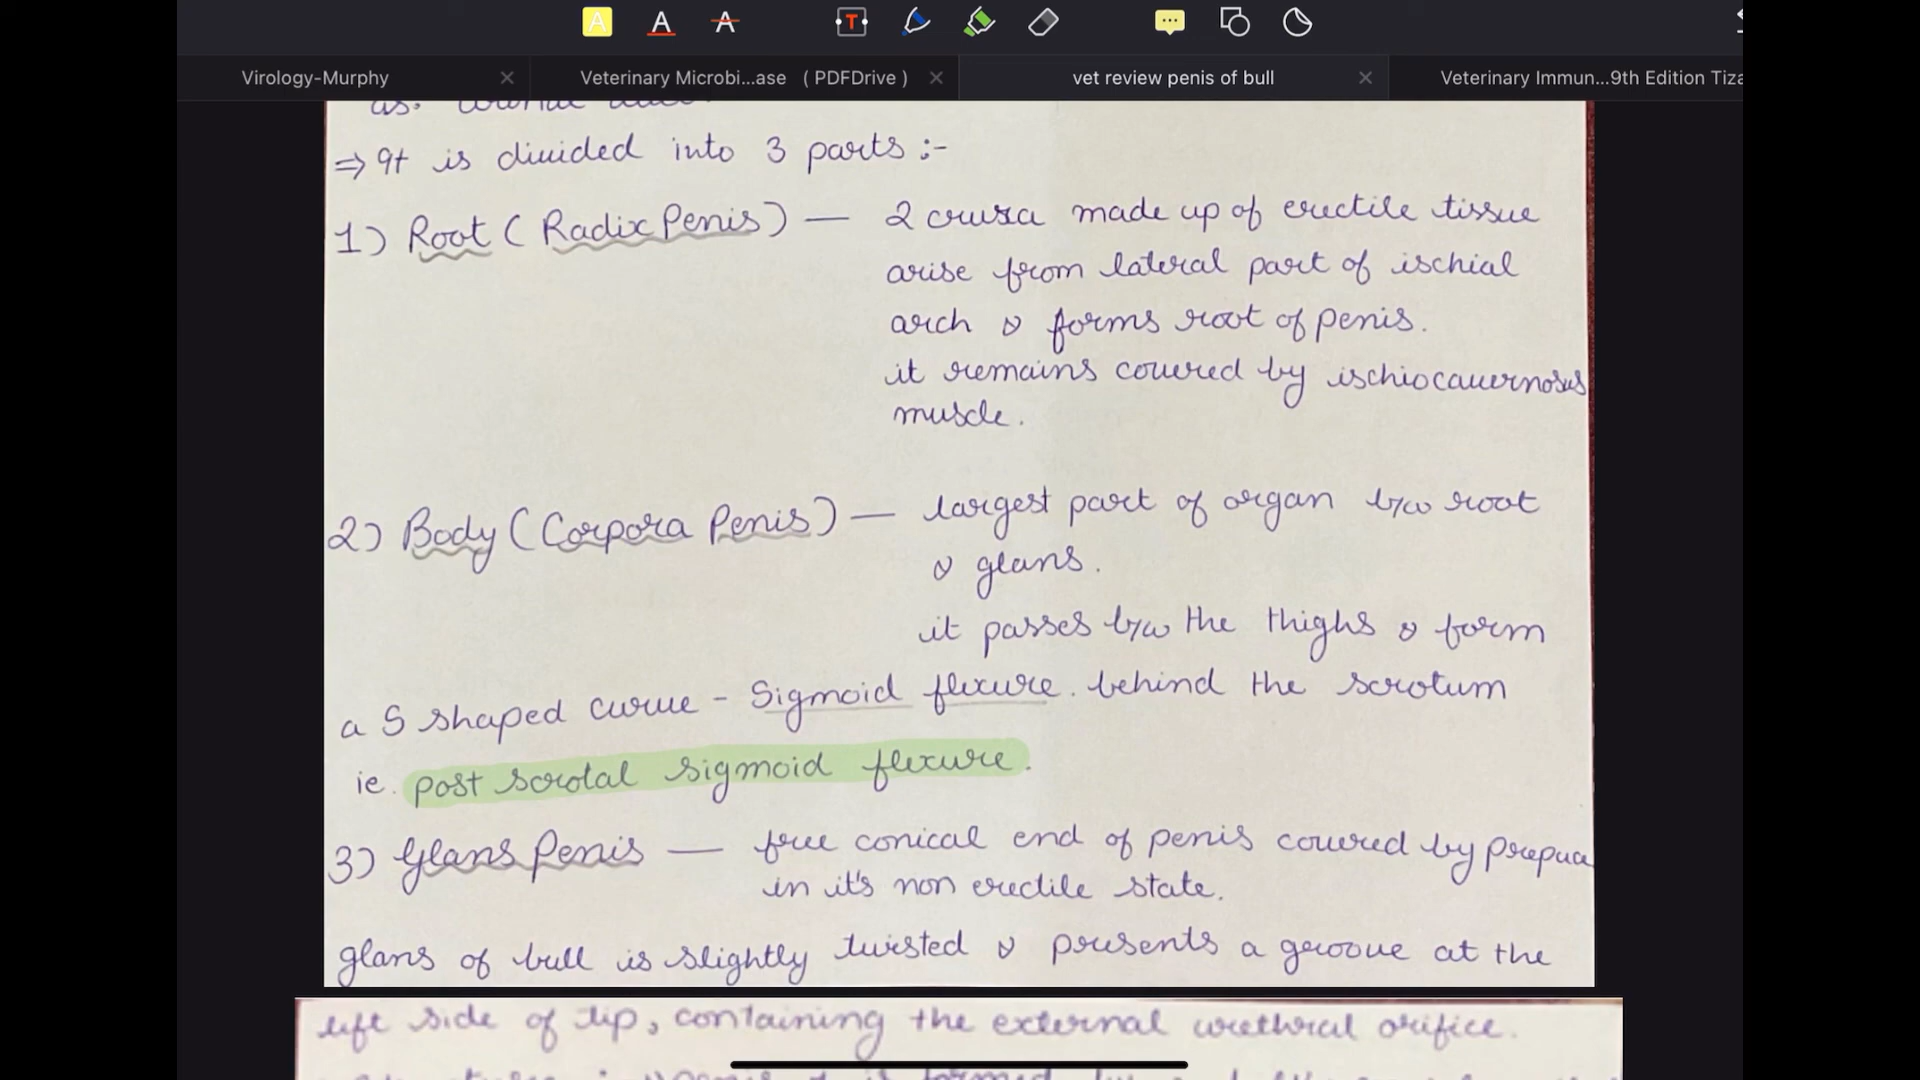 A A A T
Virology-Murphy
Veterinary Microbi...ase ( PDFDrive )
vet review penis of bull
Veterinary Immun...9th Edition Tiza
⇒ It is divided into 3 parts :-
1) Root ( Radix Penis ) — 2 crura made up of erectile tissue
arise from lateral part of ischial
arch & forms root of penis.
it remains covered by ischiocavernosus
muscle.
2) Body ( Corpora Penis ) — largest part of organ b/w root
& glans.
it passes b/w the thighs & form
a S shaped curve - Sigmoid flexure. behind the scrotum
ie. post scrotal sigmoid flexure.
3) Glans Penis — free conical end of penis covered by prepuce
in it's non erectile state.
glans of bull is slightly twisted & presents a groove at the
left side of tip, containing the external urethral orifice.